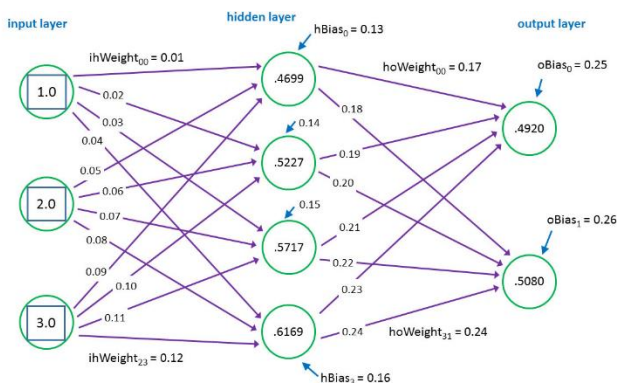 input layer
hidden layer
output layer
hBias0 = 0.13
ihWeight00 = 0.01
hoWeight00 = 0.17
oBias0 = 0.25
1.0
.4699
0.02
0.03
0.04
0.14
0.18
.4920
0.05
0.06
0.07
0.08
2.0
.5227
0.15
0.19
0.20
0.21
0.22
0.23
oBias1 = 0.26
.5717
0.09
0.10
0.11
3.0
.6169
.5080
0.24
hoWeight31 = 0.24
ihWeight23 = 0.12
hBias3 = 0.16